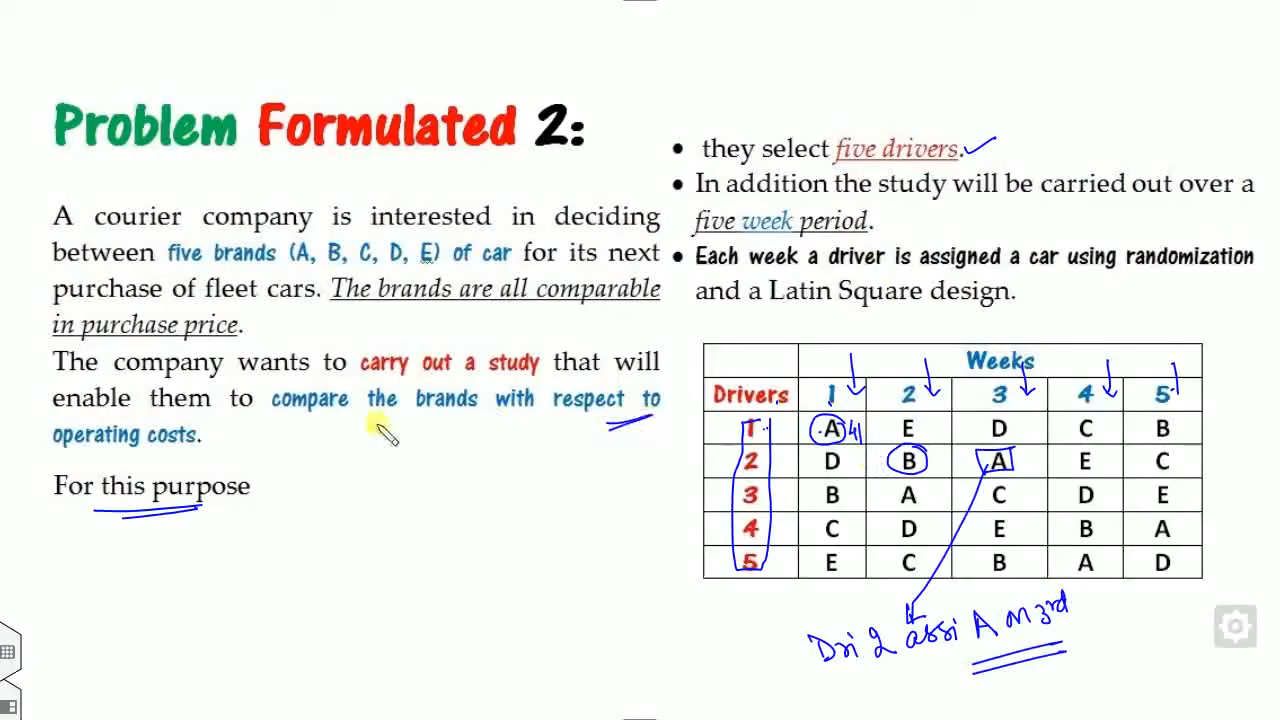 Problem Formulated 2:
A courier company is interested in deciding
between five brands (A, B, C, D, E) of car for its next
purchase of fleet cars. The brands are all comparable
in purchase price.
The company wants to carry out a study that will
enable them to compare the brands with respect to
operating costs.
For this purpose
• they select five drivers.
• In addition the study will be carried out over a
five week period.
• Each week a driver is assigned a car using randomization
and a Latin Square design.
Weeks
Drivers 1 2 3 4 5
1 A E D C B
2 D B A E C
3 B A C D E
4 C D E B A
5 E C B A D
Dri 2 assi A on 3rd